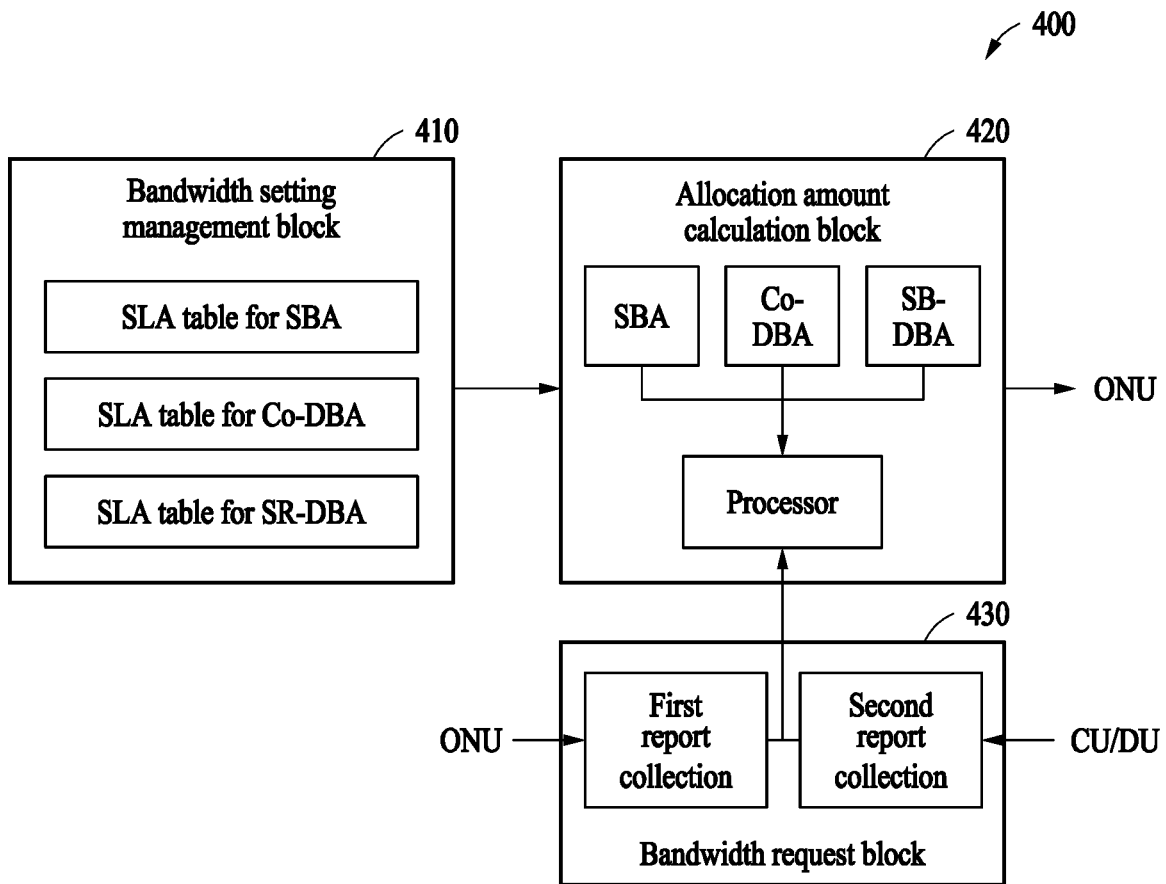 400
410
Bandwidth setting
management block
SLA table for SBA
SLA table for Co-DBA
SLA table for SR-DBA
420
Allocation amount
calculation block
SBA
Co-
DBA
SB-
DBA
Processor
ONU
430
ONU
First
report
collection
Second
report
collection
CU/DU
Bandwidth request block